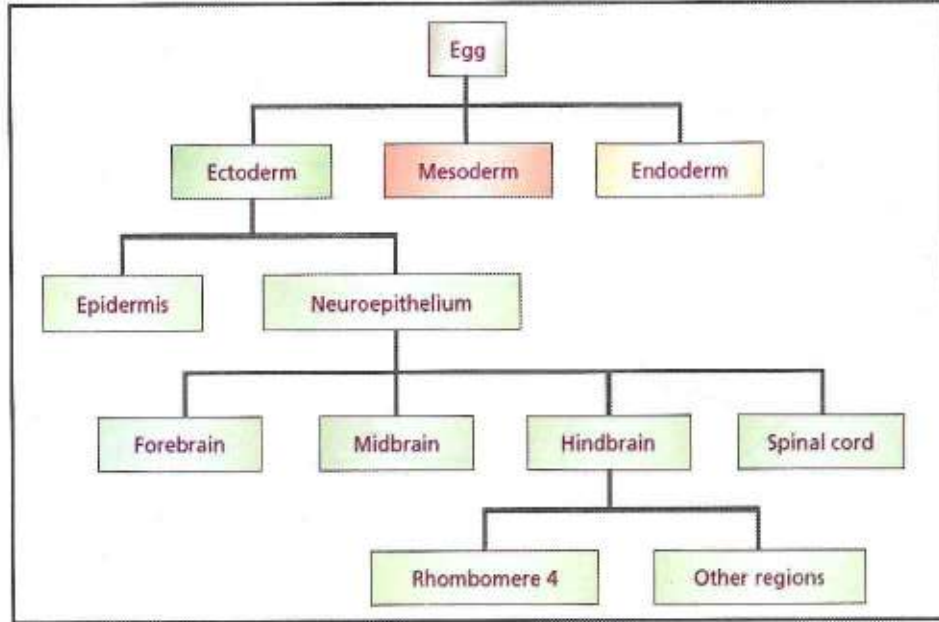 Egg
Ectoderm
Mesoderm
Endoderm
Epidermis
Neuroepithelium
Forebrain
Midbrain
Hindbrain
Spinal cord
Rhombomere 4
Other regions